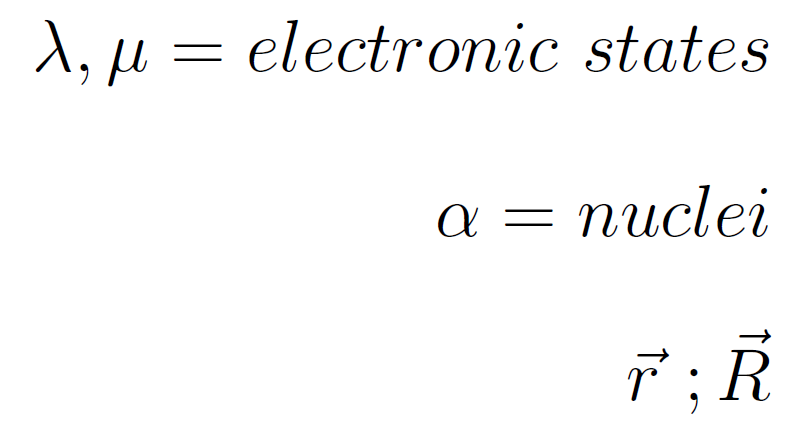 λ, μ = electronic states
α = nuclei
r⃗ ; R⃗